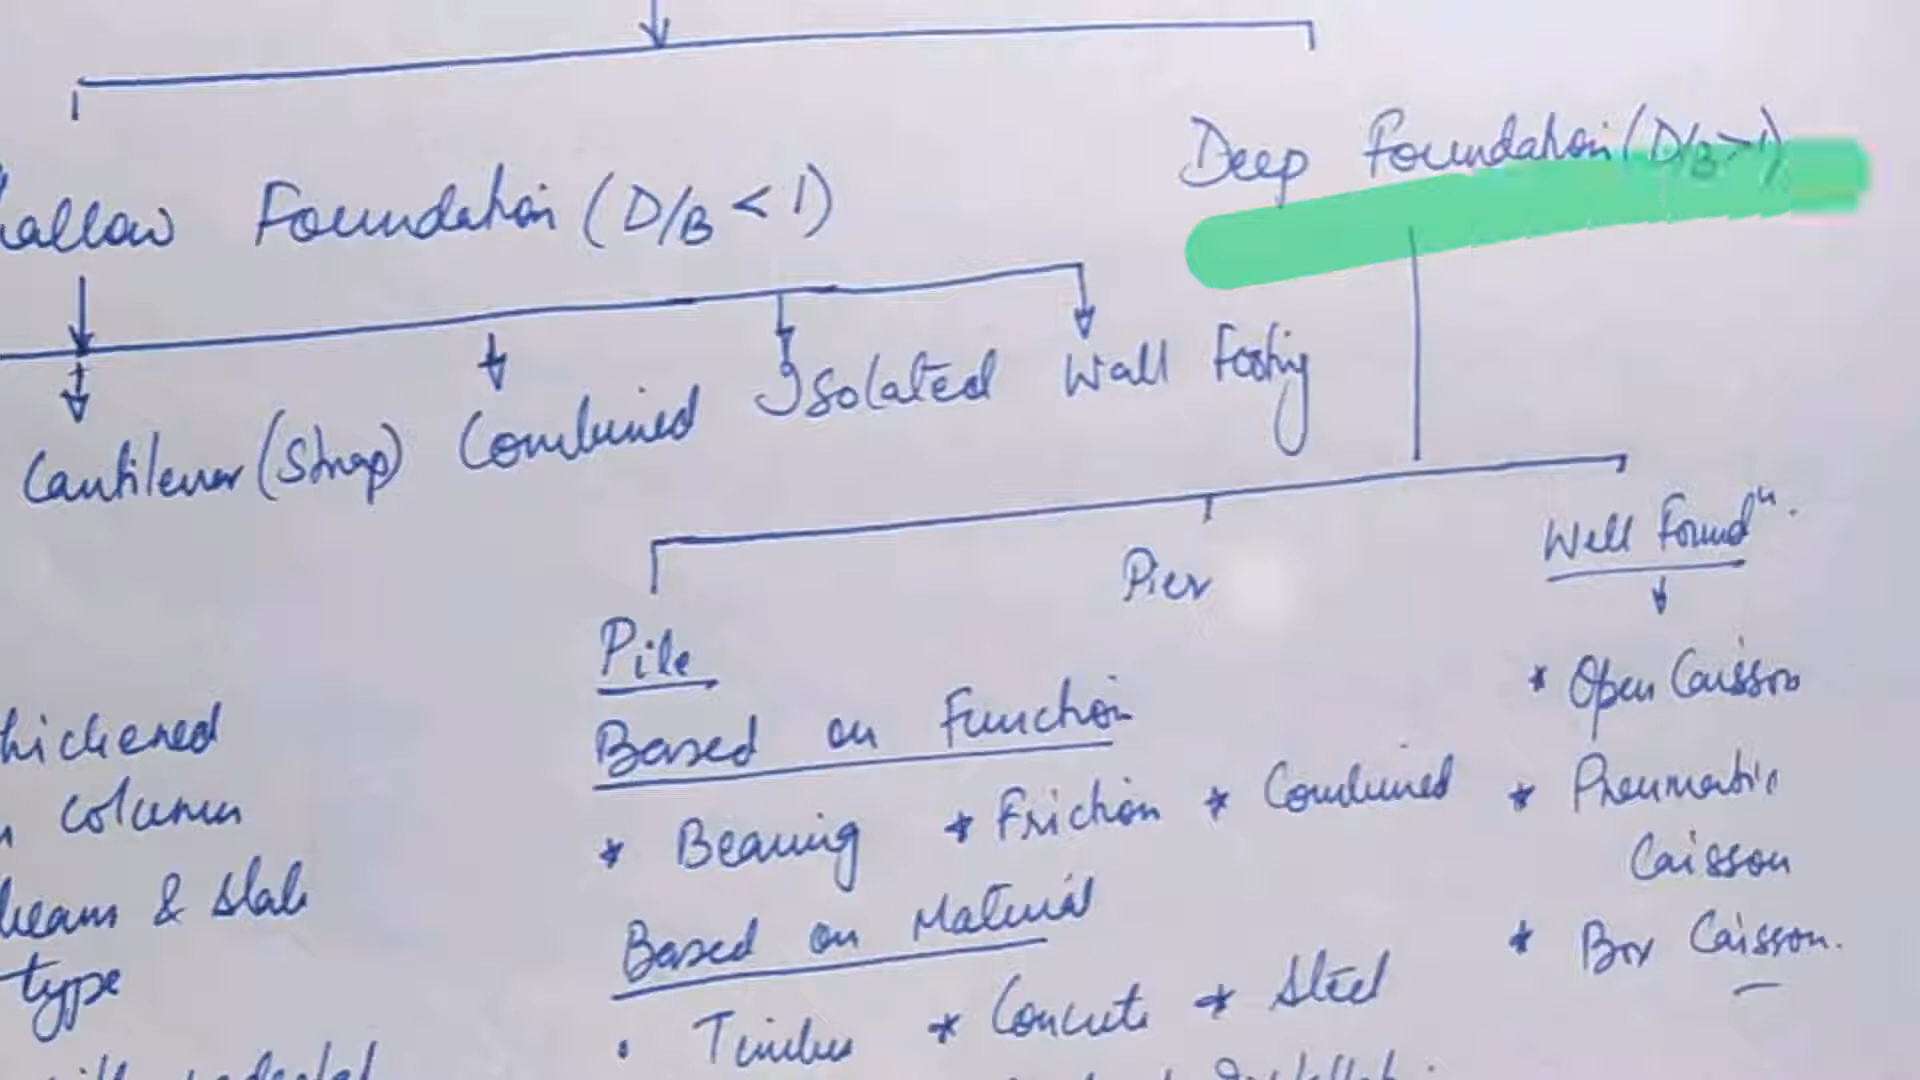 Deep Foundation (D/B > 1)
hallow Foundation (D/B < 1)
Cantilever (Strap) Combined Isolated Wall Footing
Well Foundn.
Pier
Pile
Based on Function
* Bearing * Friction * Combined
Based on Material
• Timber * Concrete * Steel
* Open Caisson
* Pneumatic
Caisson
* Box Caisson.
hickened
n column
beam & slab
type